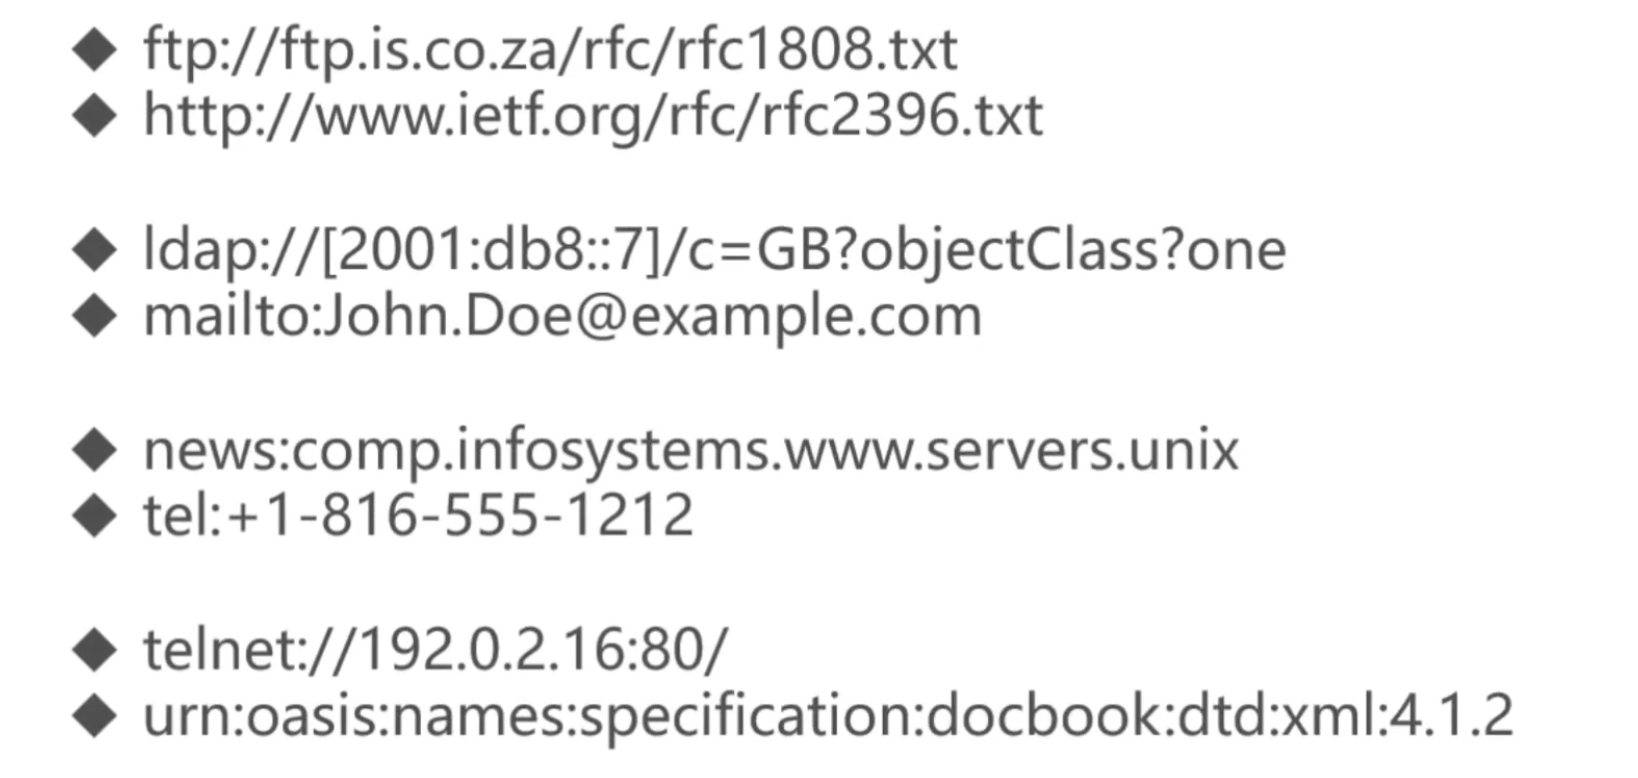 ◆ ftp://ftp.is.co.za/rfc/rfc1808.txt
◆ http://www.ietf.org/rfc/rfc2396.txt
◆ ldap://[2001:db8::7]/c=GB?objectClass?one
◆ mailto:John.Doe@example.com
◆ news:comp.infosystems.www.servers.unix
◆ tel:+1-816-555-1212
◆ telnet://192.0.2.16:80/
◆ urn:oasis:names:specification:docbook:dtd:xml:4.1.2